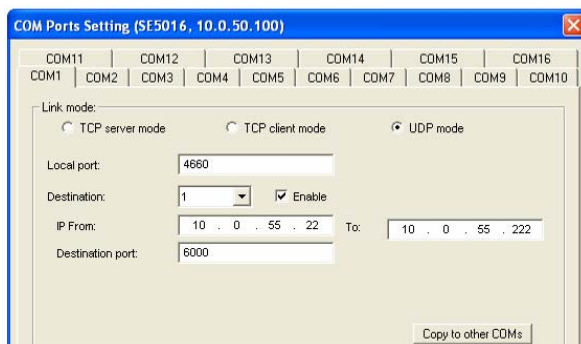 COM Ports Setting (SE5016, 10.0.50.100)
COM11 COM12 COM13 COM14 COM15 COM16
COM1 COM2 COM3 COM4 COM5 COM6 COM7 COM8 COM9 COM10
Link mode:
TCP server mode TCP client mode UDP mode
Local port: 4660
Destination: 1 Enable
IP From: 10 . 0 . 55 . 22 To: 10 . 0 . 55 . 222
Destination port: 6000
Copy to other COMs